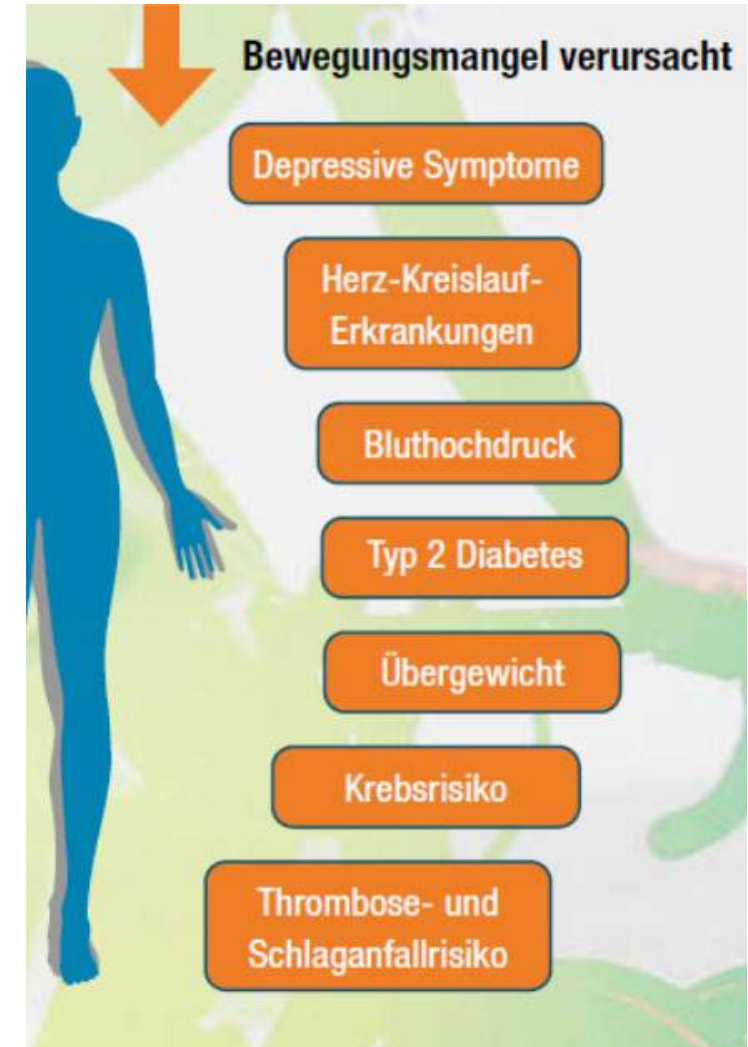 Bewegungsmangel verursacht
Depressive Symptome
Herz-Kreislauf-
Erkrankungen
Bluthochdruck
Typ 2 Diabetes
Übergewicht
Krebsrisiko
Thrombose- und
Schlaganfallrisiko